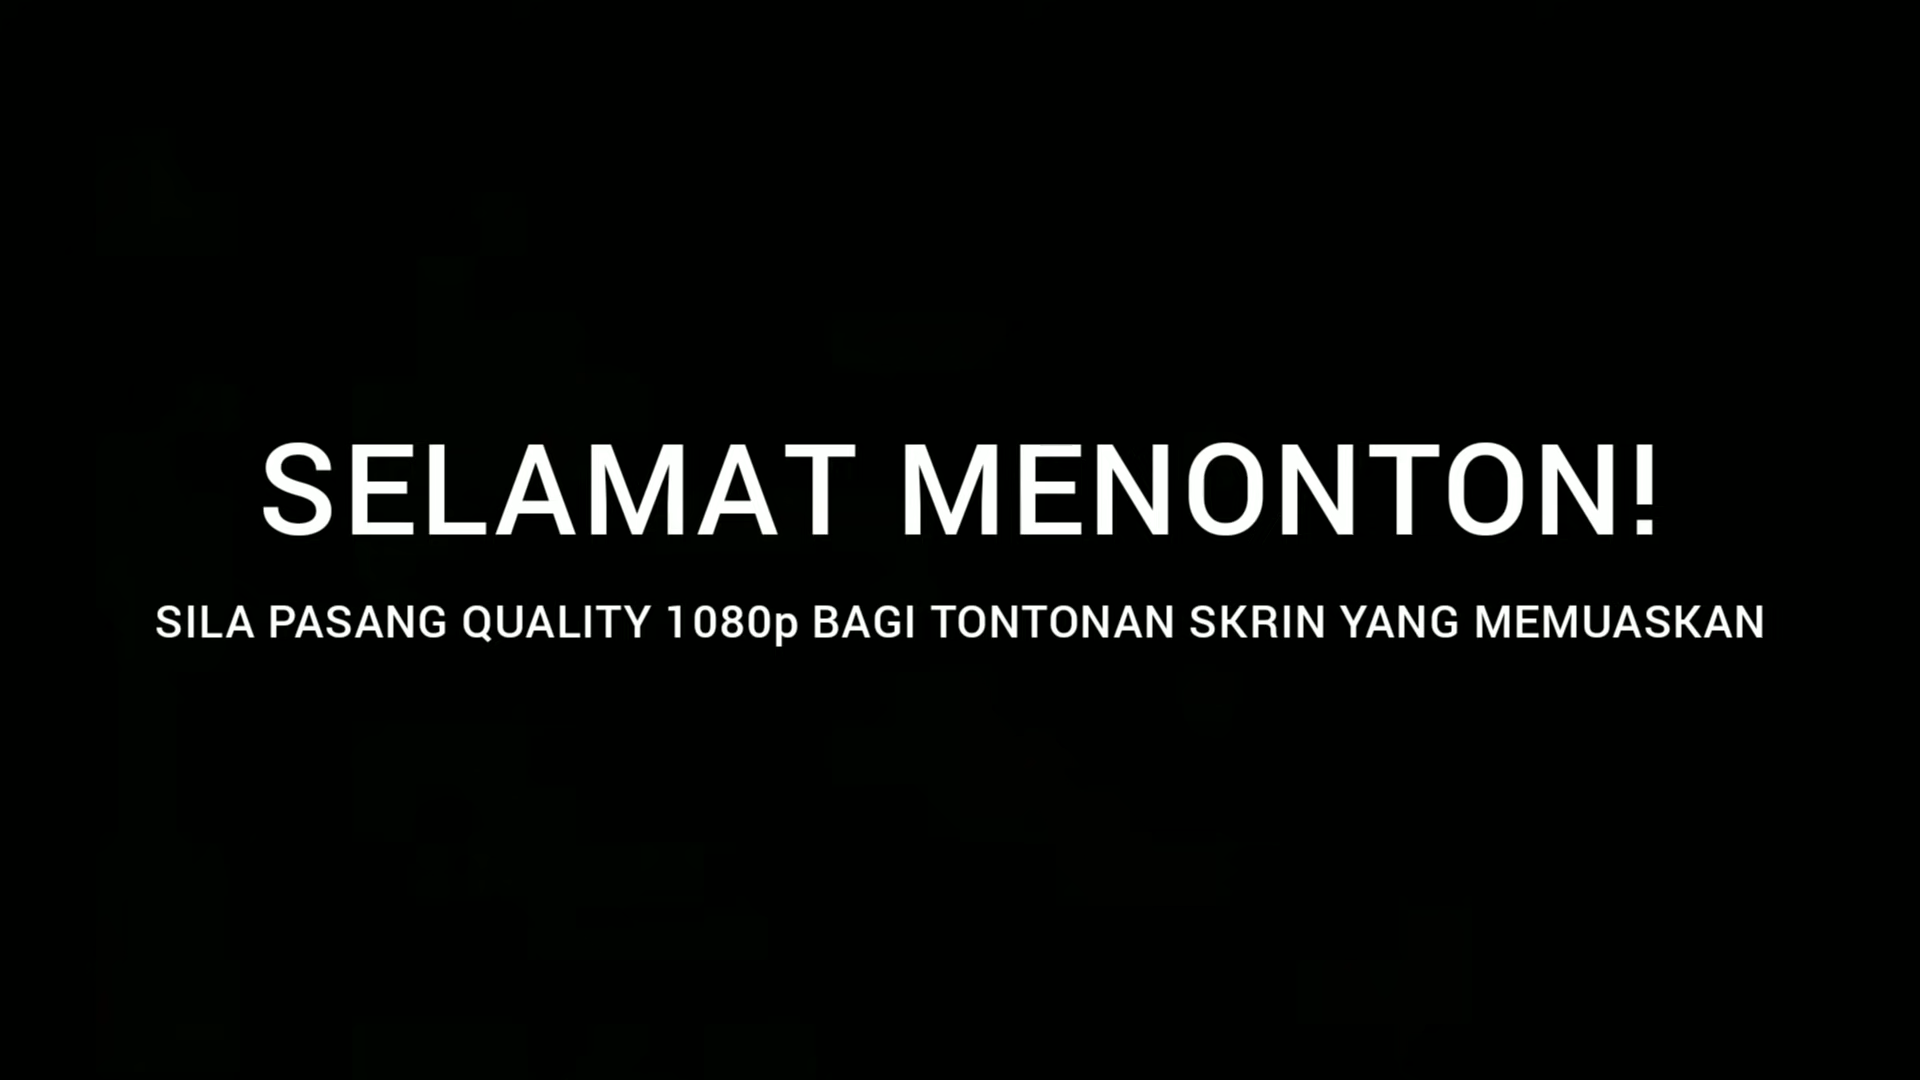 SELAMAT MENONTON!
SILA PASANG QUALITY 1080p BAGI TONTONAN SKRIN YANG MEMUASKAN